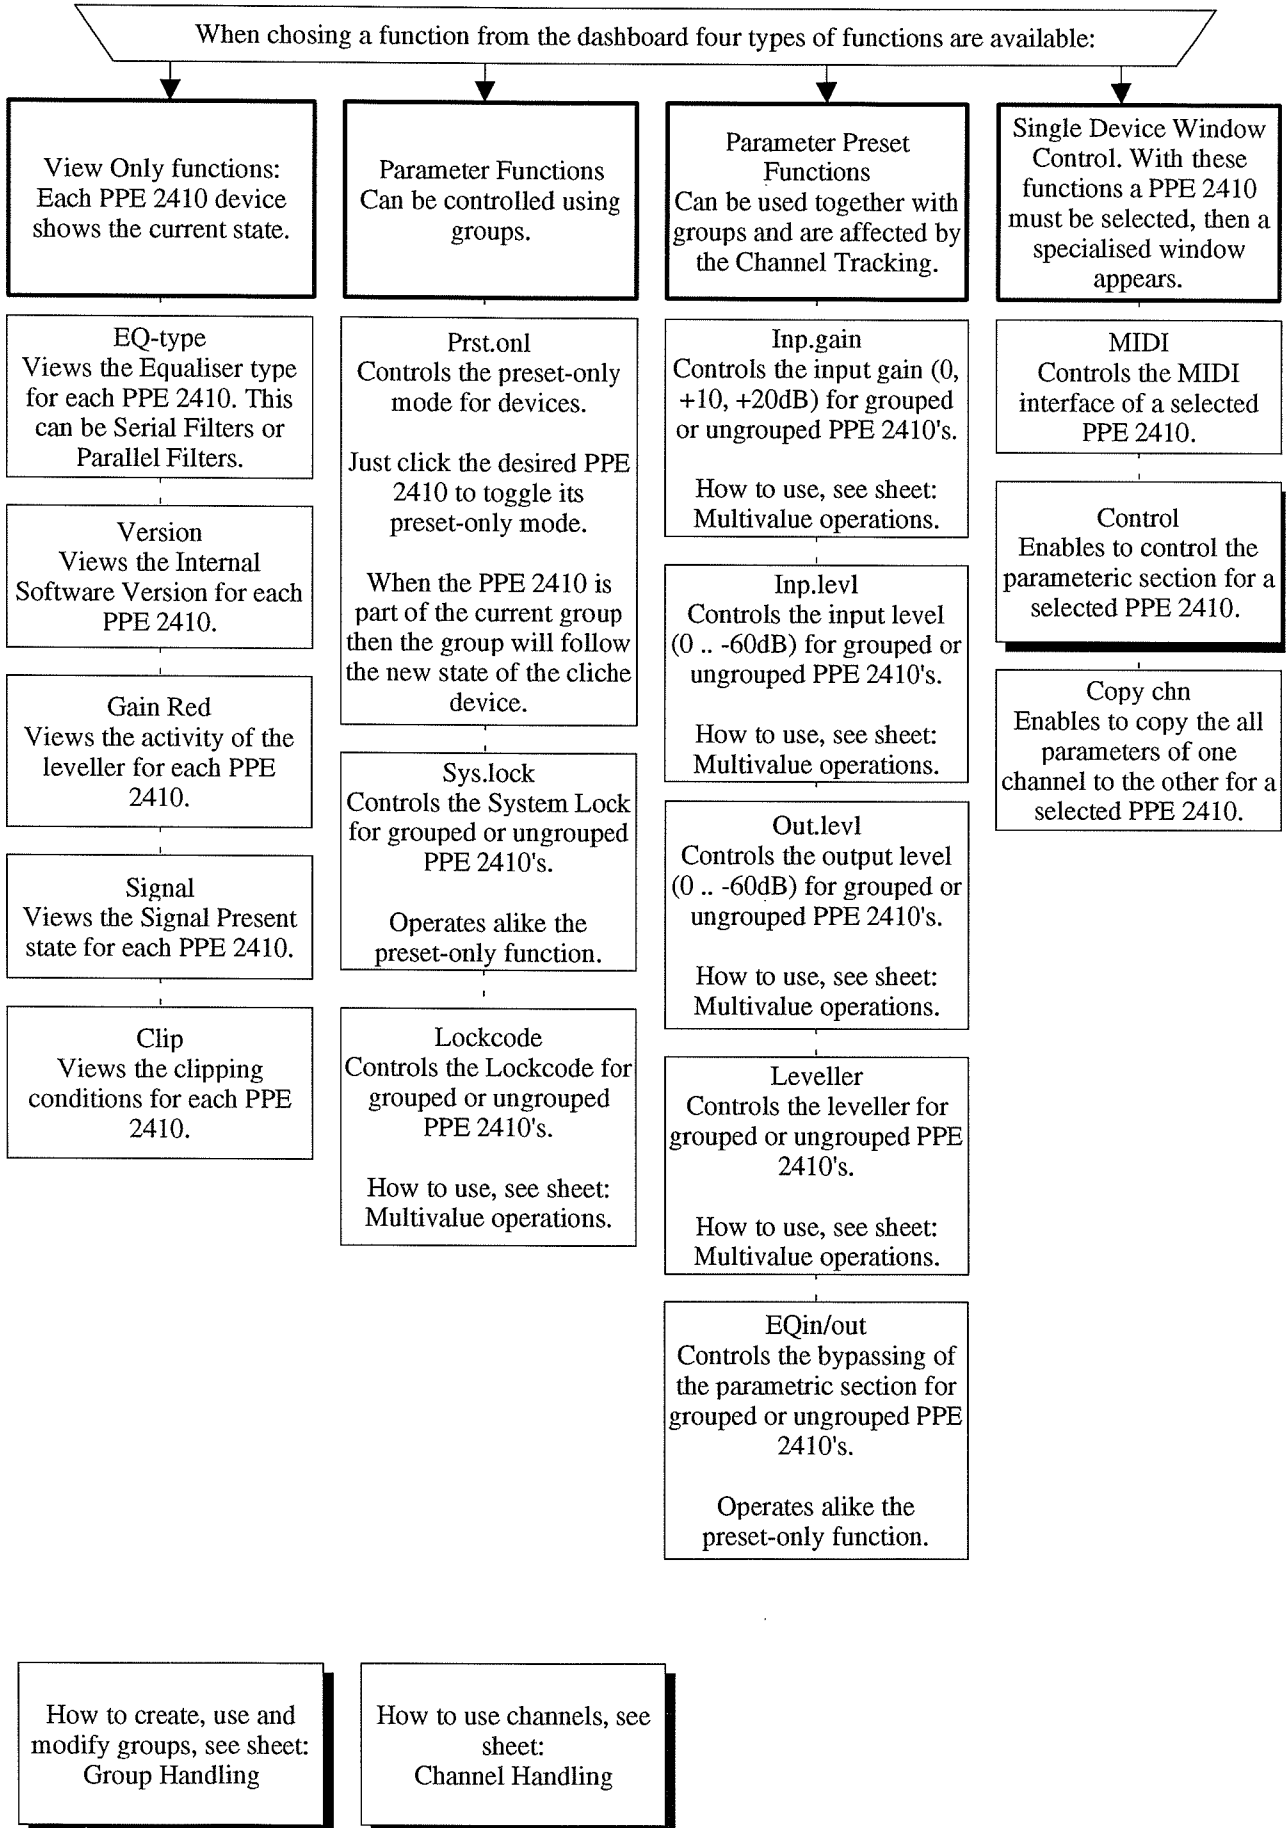 When chosing a function from the dashboard four types of functions are available:
View Only functions:
Each PPE 2410 device
shows the current state.
EQ-type
Views the Equaliser type
for each PPE 2410. This
can be Serial Filters or
Parallel Filters.
Version
Views the Internal
Software Version for each
PPE 2410.
Gain Red
Views the activity of the
leveller for each PPE
2410.
Signal
Views the Signal Present
state for each PPE 2410.
Clip
Views the clipping
conditions for each PPE
2410.
Parameter Functions
Can be controlled using
groups.
Prst.onl
Controls the preset-only
mode for devices.
Just click the desired PPE
2410 to toggle its
preset-only mode.
When the PPE 2410 is
part of the current group
then the group will follow
the new state of the cliche
device.
Sys.lock
Controls the System Lock
for grouped or ungrouped
PPE 2410's.
Operates alike the
preset-only function.
Lockcode
Controls the Lockcode for
grouped or ungrouped
PPE 2410's.
How to use, see sheet:
Multivalue operations.
Parameter Preset
Functions
Can be used together with
groups and are affected by
the Channel Tracking.
Inp.gain
Controls the input gain (0,
+10, +20dB) for grouped
or ungrouped PPE 2410's.
How to use, see sheet:
Multivalue operations.
Inp.levl
Controls the input level
(0 .. -60dB) for grouped or
ungrouped PPE 2410's.
How to use, see sheet:
Multivalue operations.
Out.levl
Controls the output level
(0 .. -60dB) for grouped or
ungrouped PPE 2410's.
How to use, see sheet:
Multivalue operations.
Leveller
Controls the leveller for
grouped or ungrouped PPE
2410's.
How to use, see sheet:
Multivalue operations.
EQin/out
Controls the bypassing of
the parametric section for
grouped or ungrouped PPE
2410's.
Operates alike the
preset-only function.
Single Device Window
Control. With these
functions a PPE 2410
must be selected, then a
specialised window
appears.
MIDI
Controls the MIDI
interface of a selected
PPE 2410.
Control
Enables to control the
parameteric section for a
selected PPE 2410.
Copy chn
Enables to copy the all
parameters of one
channel to the other for a
selected PPE 2410.
How to create, use and
modify groups, see sheet:
Group Handling
How to use channels, see
sheet:
Channel Handling